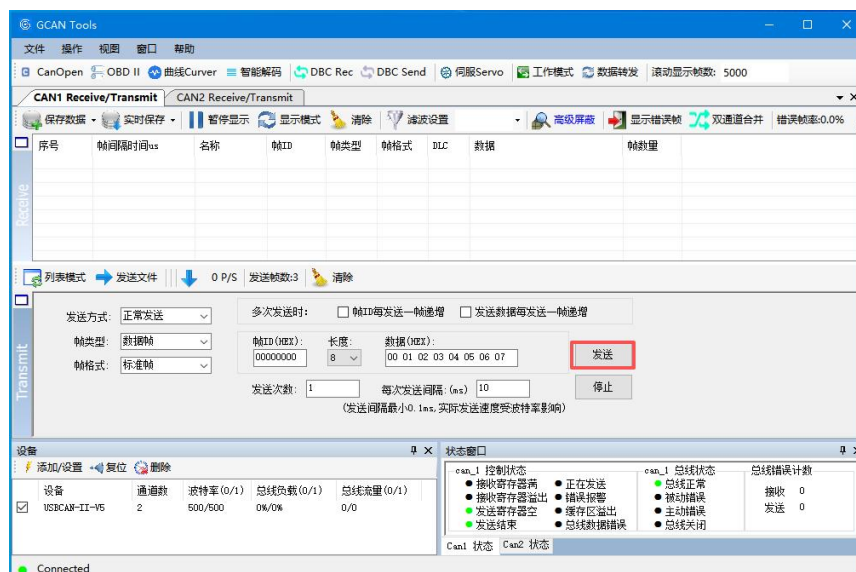 GCAN Tools
文件 操作 视图 窗口 帮助
CanOpen OBD II 曲线Curver 智能解码 DBC Rec DBC Send 伺服Servo 工作模式 数据转发 滚动显示帧数: 5000
CAN1 Receive/Transmit CAN2 Receive/Transmit
保存数据 实时保存 暂停显示 显示模式 清除 滤波设置 高级屏蔽 显示错误帧 双通道合并 错误帧率:0.0%
序号 帧间隔时间us 名称 帧ID 帧类型 帧格式 DLC 数据 帧数量
Receive
列表模式 发送文件 0 P/S 发送帧数:3 清除
发送方式: 正常发送 多次发送时: 帧ID每发送一帧递增 发送数据每发送一帧递增
帧类型: 数据帧 帧ID(HEX): 长度: 数据(HEX):
帧格式: 标准帧 00000000 8 00 01 02 03 04 05 06 07 发送
发送次数: 1 每次发送间隔:(ms) 10 停止
(发送间隔最小0.1ms,实际发送速度受波特率影响)
Transmit
设备
添加/设置 复位 删除
设备 通道数 波特率(0/1) 总线负载(0/1) 总线流量(0/1)
USBCAN-II-V5 2 500/500 0%/0% 0/0
状态窗口
can_1 控制状态 can_1 总线状态 总线错误计数
接收寄存器满 正在发送 总线正常 接收 0
接收寄存器溢出 错误报警 被动错误 发送 0
发送寄存器空 缓存区溢出 主动错误
发送结束 总线数据错误 总线关闭
Can1 状态 Can2 状态
Connected